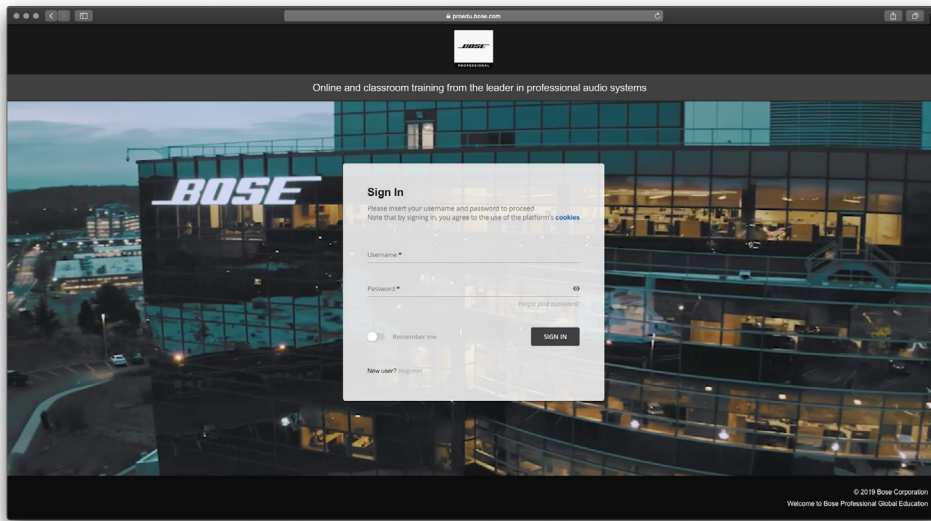 proedu.bose.com
BOSE
PROFESSIONAL
Online and classroom training from the leader in professional audio systems
BOSE
Sign In
Please insert your username and password to proceed
Note that by signing in, you agree to the use of the platform's cookies
Username *
Password *
Forgot your password?
Remember me
SIGN IN
New user? Register
© 2019 Bose Corporation
Welcome to Bose Professional Global Education